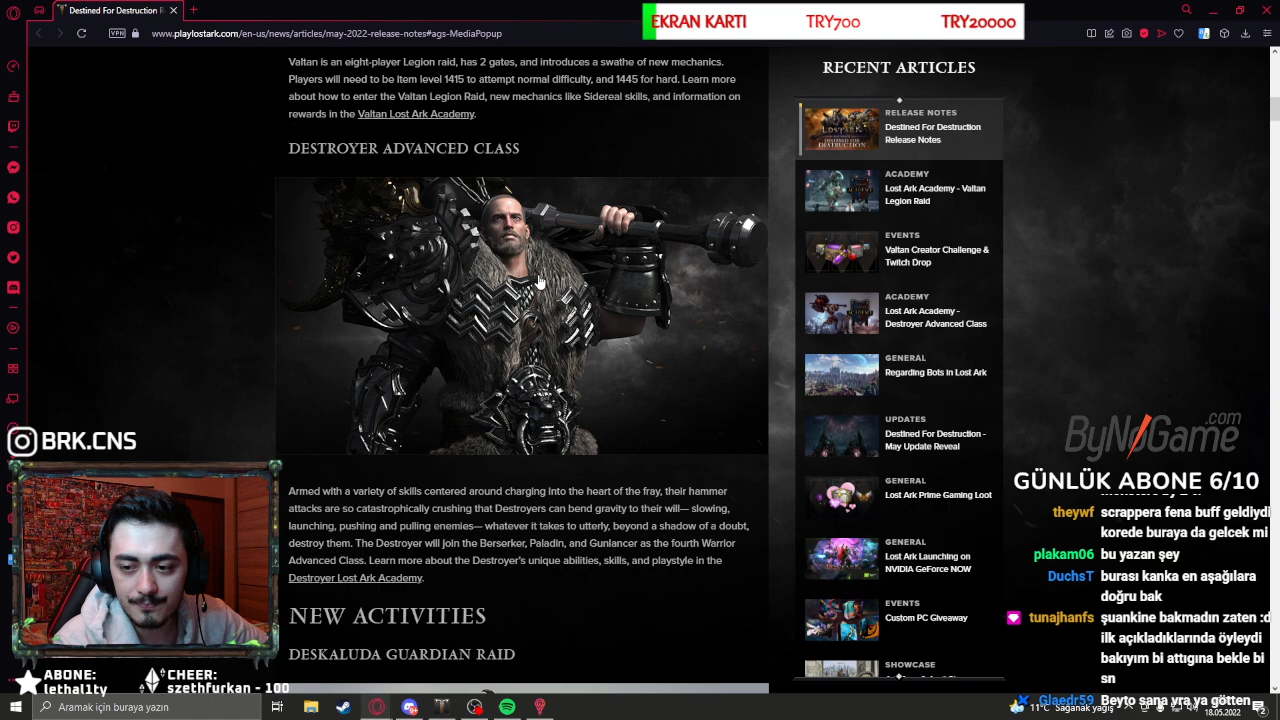 Destined For Destruction R
EKRAN KARTI TRY700 TRY20000
VPN
w.playlostark.com
-may-2022-release-notes-ags-MediaPopup
Valtan is an eight-player Legion raid, has 2 gates, and introduces a swathe of new mechanics.
Players will need to be item level 1415 to attempt normal difficulty, and 1445 for hard. Learn more
about how to enter the Valtan Legion Raid, new mechanics like Sidereal skills, and information on
rewards in the Valtan Lost Ark Academy.
DESTROYER ADVANCED CLASS
Armed with a variety of skills centered around charging into the heart of the fray, their hammer
attacks are so catastrophically crushing that Destroyers can bend gravity to their will— slowing,
launching, pushing and pulling enemies— whatever it takes to utterly, beyond a shadow of a doubt,
destroy them. The Destroyer will join the Berserker, Paladin, and Gunlancer as the fourth Warrior
Advanced Class. Learn more about the Destroyer's unique abilities, skills, and playstyle in the
Destroyer Lost Ark Academy.
NEW ACTIVITIES
DESKALUDA GUARDIAN RAID
RECENT ARTICLES
RELEASE NOTES
Destined For Destruction
Release Notes
ACADEMY
Lost Ark Academy - Valtan
Legion Raid
EVENTS
Valtan Creator Challenge &
Twitch Drop
ACADEMY
Lost Ark Academy -
Destroyer Advanced Class
GENERAL
Regarding Bots in Lost Ark
UPDATES
Destined For Destruction -
May Update Reveal
GENERAL
Lost Ark Prime Gaming Loot
GENERAL
Lost Ark Launching on
NVIDIA GeForce NOW
EVENTS
Custom PC Giveaway
SHOWCASE
ByNoGame.com
GÜNLÜK ABONE 6/10
theywf scrappera fena buff geldiydi
korede buraya da gelcek mi
plakam06 bu yazan şey
DuchsT burası kanka en aşağılara
doğru bak
tunajhanfs şuankine bakmadın zaten :d
ilk açıkladıklarında öyleydi
bakıyım bi attığına bekle bi
sn
Glaedr59 Beyto sana vra va götten
BRK.CNS
ABONE:
lethal1ty
CHEER:
szethfurkan - 100
Aramak için buraya yazın
11°C Sağanak yağış
18.05.2022
2